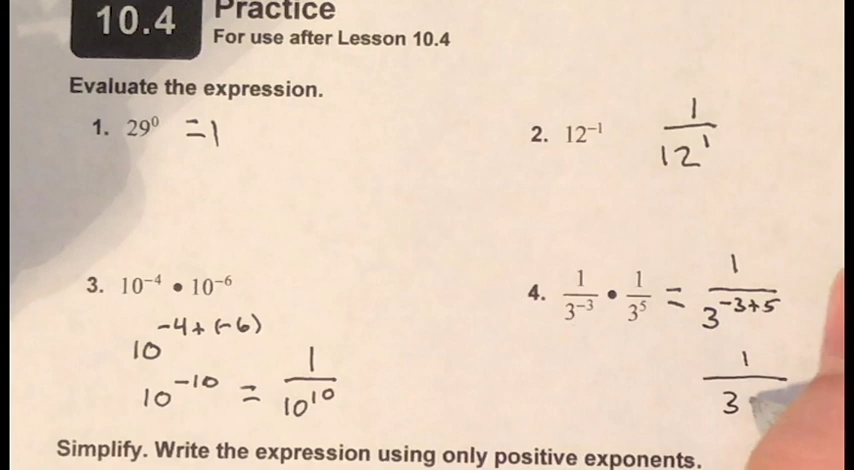 10.4 Practice
For use after Lesson 10.4
Evaluate the expression.
1. 29⁰ = 1
2. 12⁻¹ 1/12¹
3. 10⁻⁴ • 10⁻⁶
10⁻⁴⁺⁽⁻⁶⁾
10⁻¹⁰ = 1/10¹⁰
4. 1/3⁻³ • 1/3⁵ = 1/3⁻³⁺⁵
1/3
Simplify. Write the expression using only positive exponents.